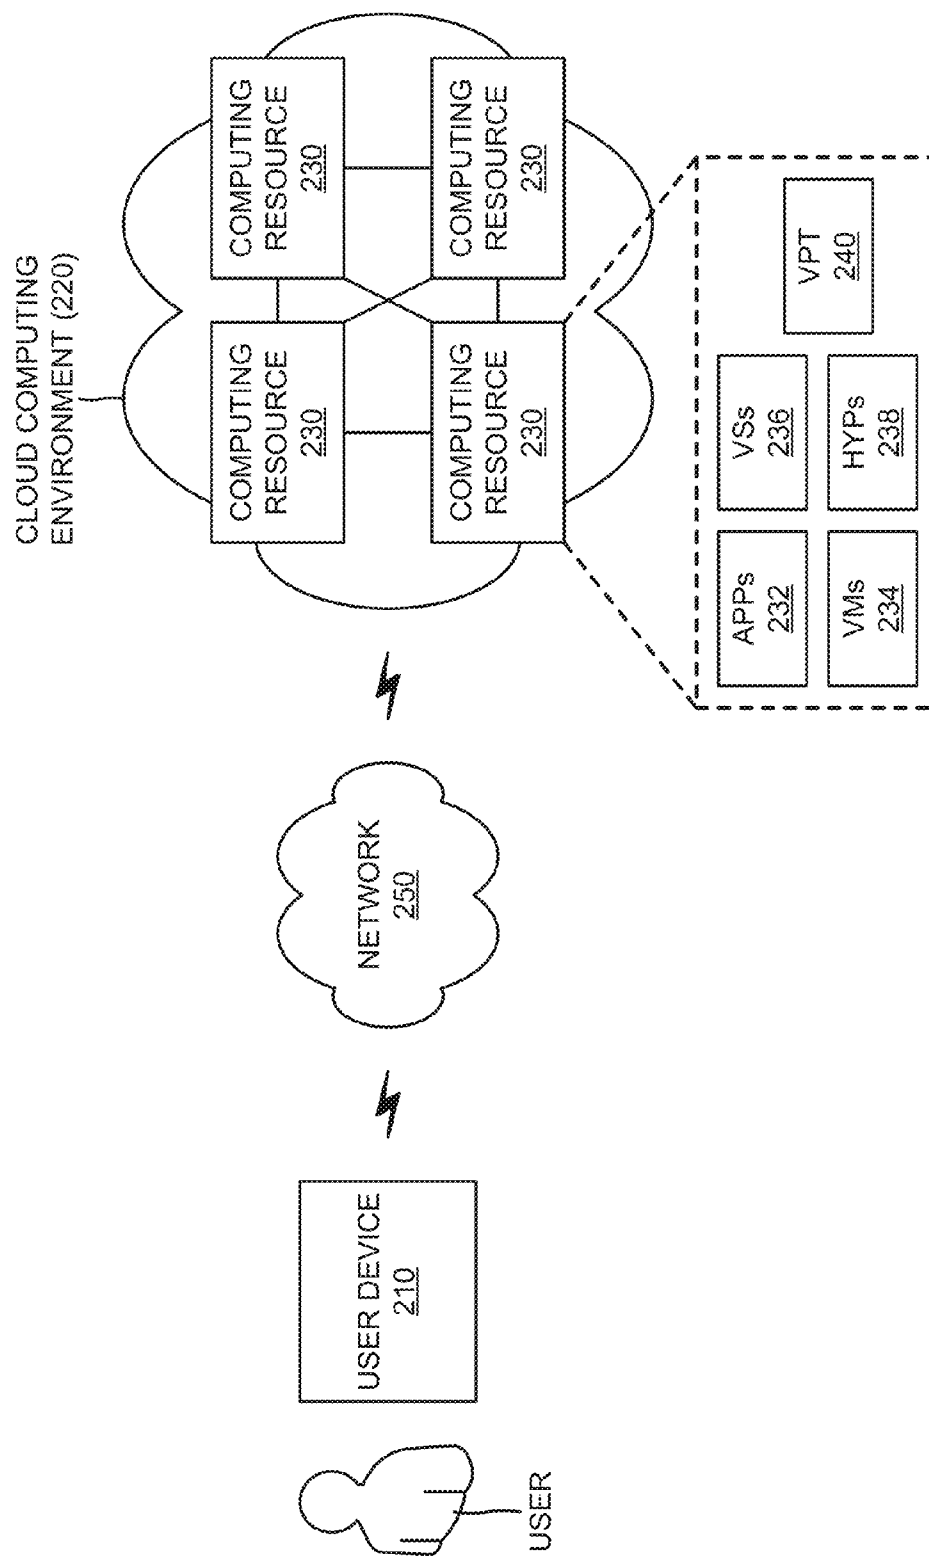 CLOUD COMPUTING
ENVIRONMENT (220)
COMPUTING
RESOURCE
230
COMPUTING
RESOURCE
230
COMPUTING
RESOURCE
230
COMPUTING
RESOURCE
230
USER DEVICE
210
NETWORK
250
USER
APPs
232
VSs
236
VMs
234
HYPs
238
VPT
240